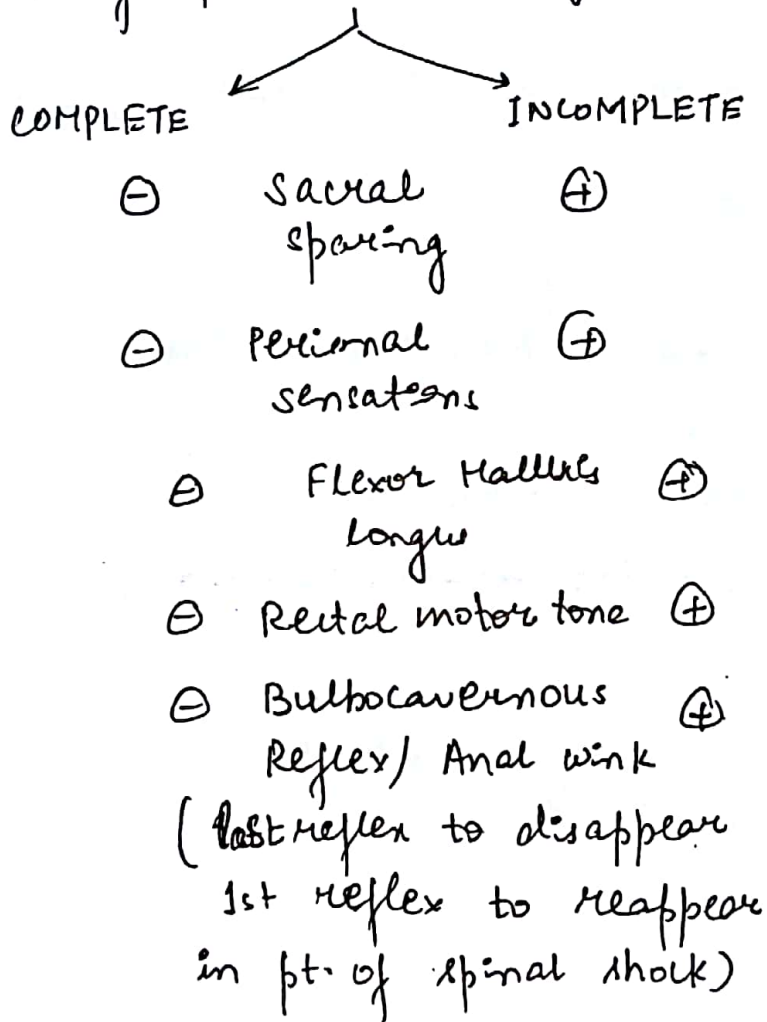 COMPLETE INCOMPLETE
⊖ Sacral ⊕
sparing
⊖ Perianal ⊕
sensations
⊖ Flexor Hallucis ⊕
longus
⊖ Rectal motor tone ⊕
⊖ Bulbocavernous ⊕
Reflex/ Anal wink
( last reflex to disappear
1st reflex to reappear
in pt. of spinal shock)